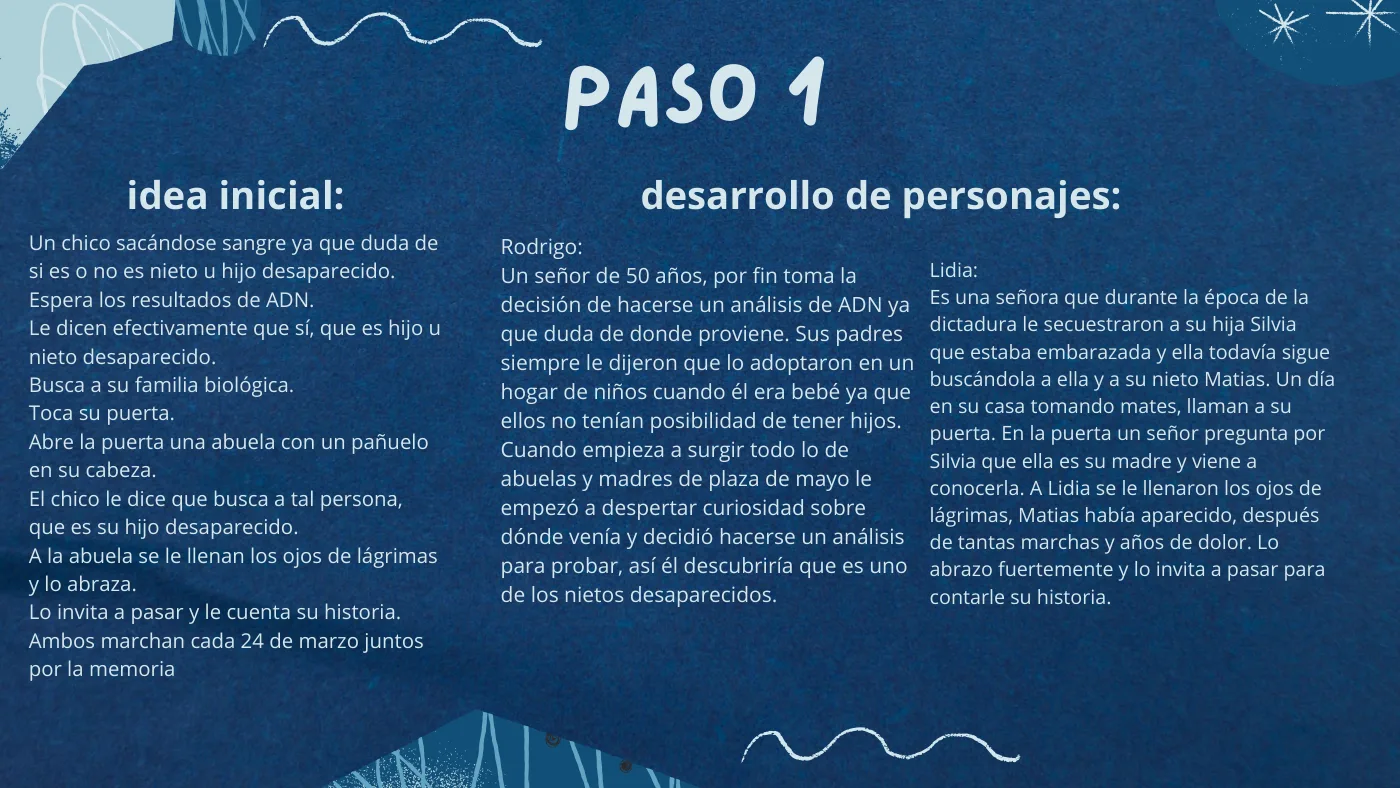 PASO 1
idea inicial:
Un chico sacándose sangre ya que duda de
si es o no es nieto u hijo desaparecido.
Espera los resultados de ADN.
Le dicen efectivamente que sí, que es hijo u
nieto desaparecido.
Busca a su familia biológica.
Toca su puerta.
Abre la puerta una abuela con un pañuelo
en su cabeza.
El chico le dice que busca a tal persona,
que es su hijo desaparecido.
A la abuela se le llenan los ojos de lágrimas
y lo abraza.
Lo invita a pasar y le cuenta su historia.
Ambos marchan cada 24 de marzo juntos
por la memoria
desarrollo de personajes:
Rodrigo:
Un señor de 50 años, por fin toma la
decisión de hacerse un análisis de ADN ya
que duda de donde proviene. Sus padres
siempre le dijeron que lo adoptaron en un
hogar de niños cuando él era bebé ya que
ellos no tenían posibilidad de tener hijos.
Cuando empieza a surgir todo lo de
abuelas y madres de plaza de mayo le
empezó a despertar curiosidad sobre
dónde venía y decidió hacerse un análisis
para probar, así él descubriría que es uno
de los nietos desaparecidos.
Lidia:
Es una señora que durante la época de la
dictadura le secuestraron a su hija Silvia
que estaba embarazada y ella todavía sigue
buscándola a ella y a su nieto Matias. Un día
en su casa tomando mates, llaman a su
puerta. En la puerta un señor pregunta por
Silvia que ella es su madre y viene a
conocerla. A Lidia se le llenaron los ojos de
lágrimas, Matias había aparecido, después
de tantas marchas y años de dolor. Lo
abrazo fuertemente y lo invita a pasar para
contarle su historia.